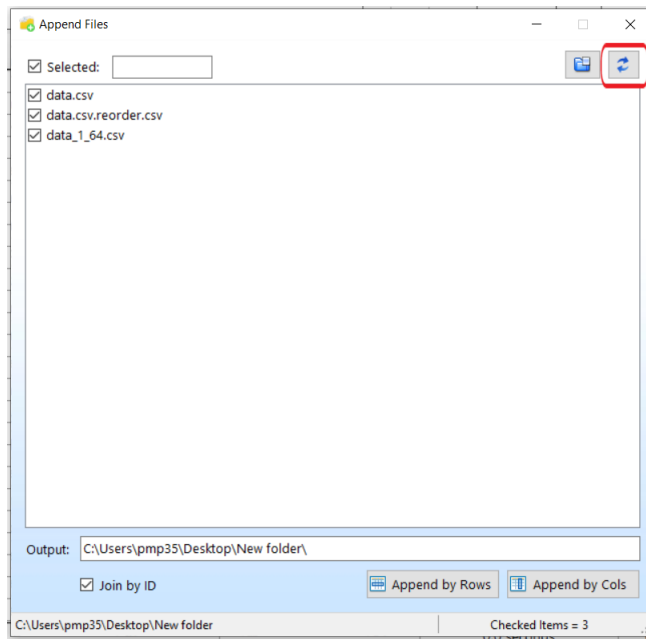 Append Files
Selected:
data.csv
data.csv.reorder.csv
data_1_64.csv
Output: C:\Users\pmp35\Desktop\New folder\
Join by ID
Append by Rows
Append by Cols
C:\Users\pmp35\Desktop\New folder
Checked Items = 3